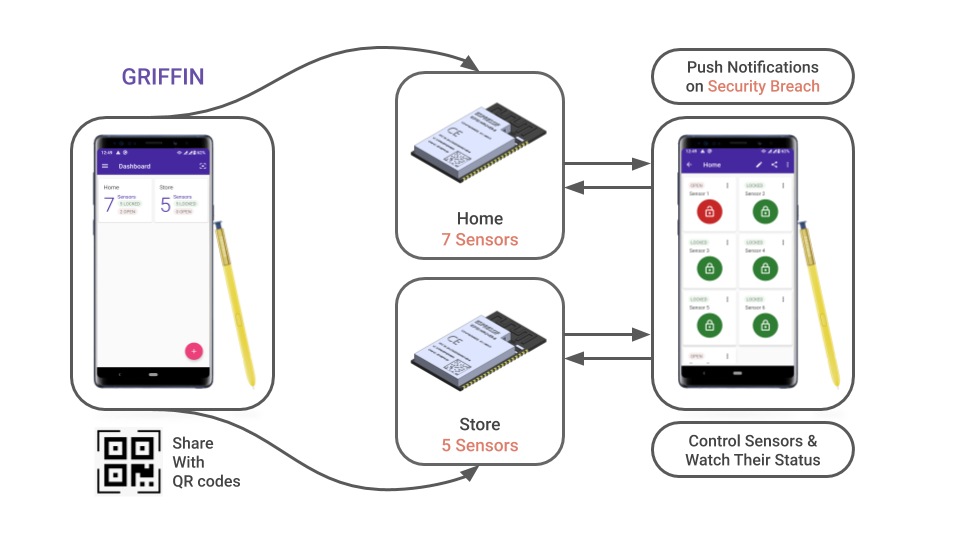 GRIFFIN
12:49
82%
Dashboard
Home
7
Sensors
5 LOCKED
2 OPEN
Store
5
Sensors
5 LOCKED
0 OPEN
+
Share
With
QR codes
CE
Home
7 Sensors
CE
Store
5 Sensors
Push Notifications
on Security Breach
12:49
82%
Home
OPEN
Sensor 1
LOCKED
Sensor 2
LOCKED
Sensor 3
LOCKED
Sensor 4
LOCKED
Sensor 5
LOCKED
Sensor 6
OPEN
Control Sensors &
Watch Their Status